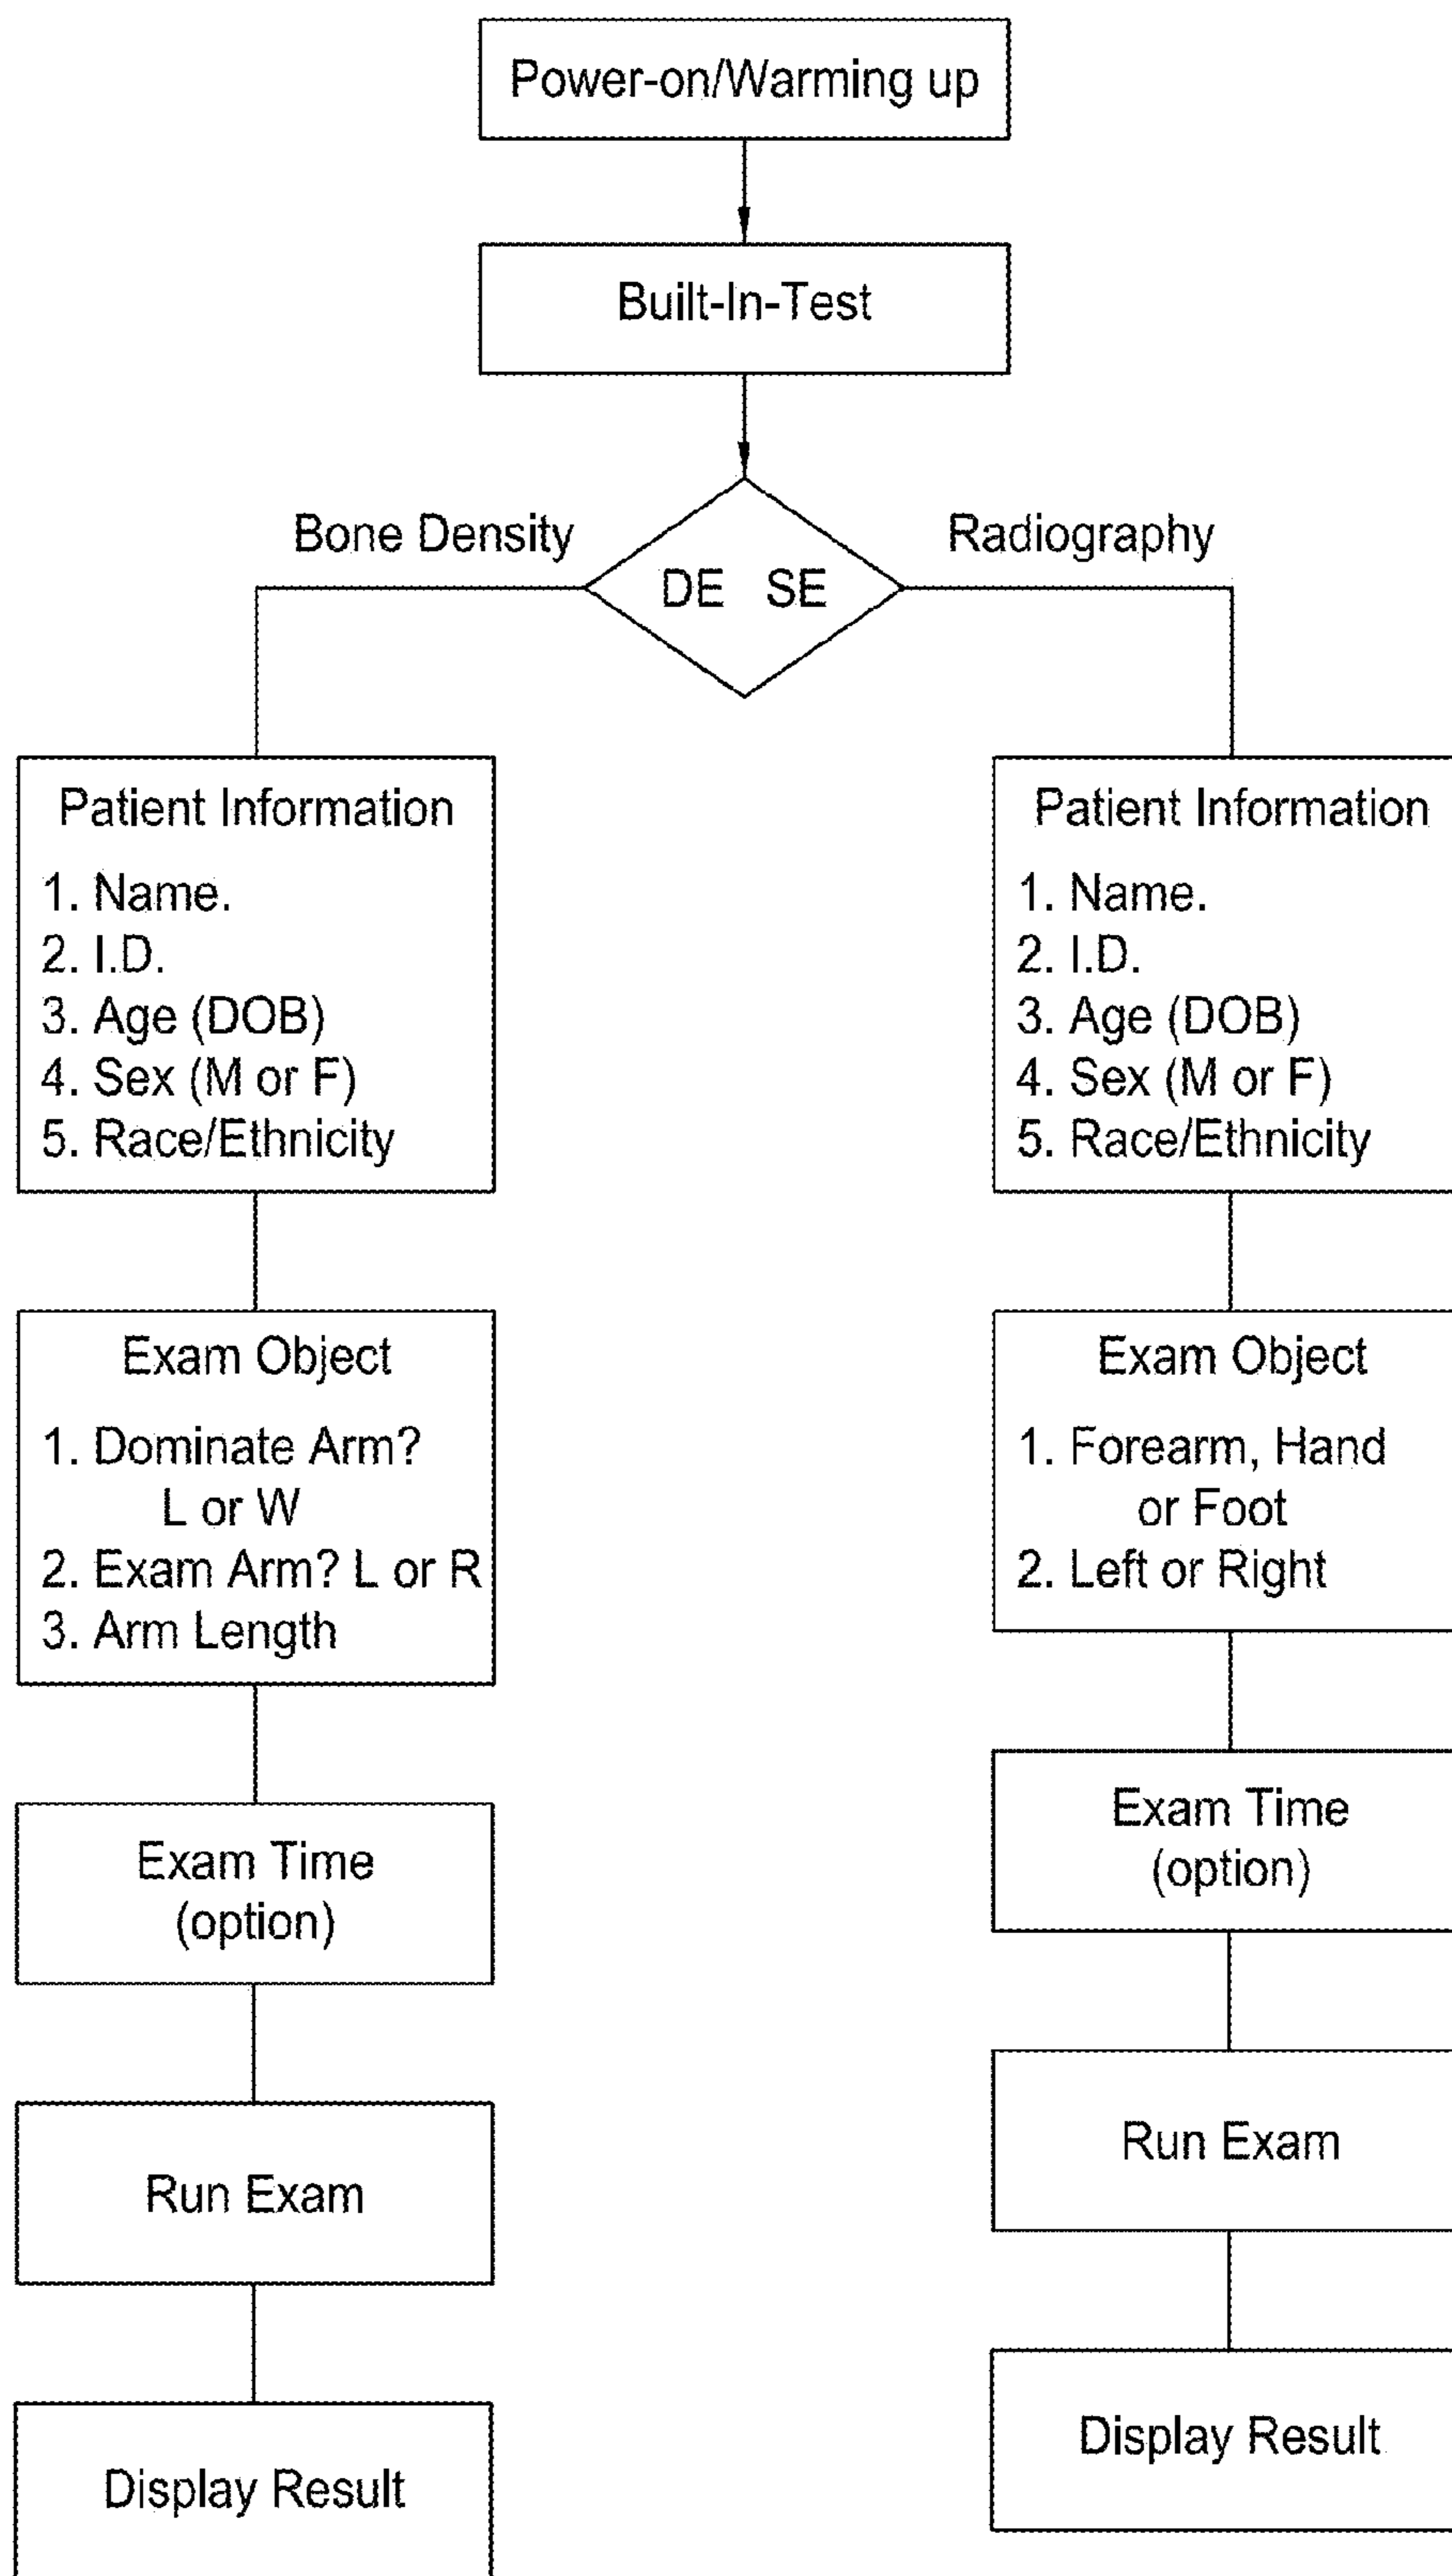 Power-on/Warming up
Built-In-Test
Bone Density
Radiography
DE SE
Patient Information
1. Name.
2. I.D.
3. Age (DOB)
4. Sex (M or F)
5. Race/Ethnicity
Exam Object
1. Dominate Arm?
L or W
2. Exam Arm? L or R
3. Arm Length
Exam Time
(option)
Run Exam
Display Result
Patient Information
1. Name.
2. I.D.
3. Age (DOB)
4. Sex (M or F)
5. Race/Ethnicity
Exam Object
1. Forearm, Hand
or Foot
2. Left or Right
Exam Time
(option)
Run Exam
Display Result